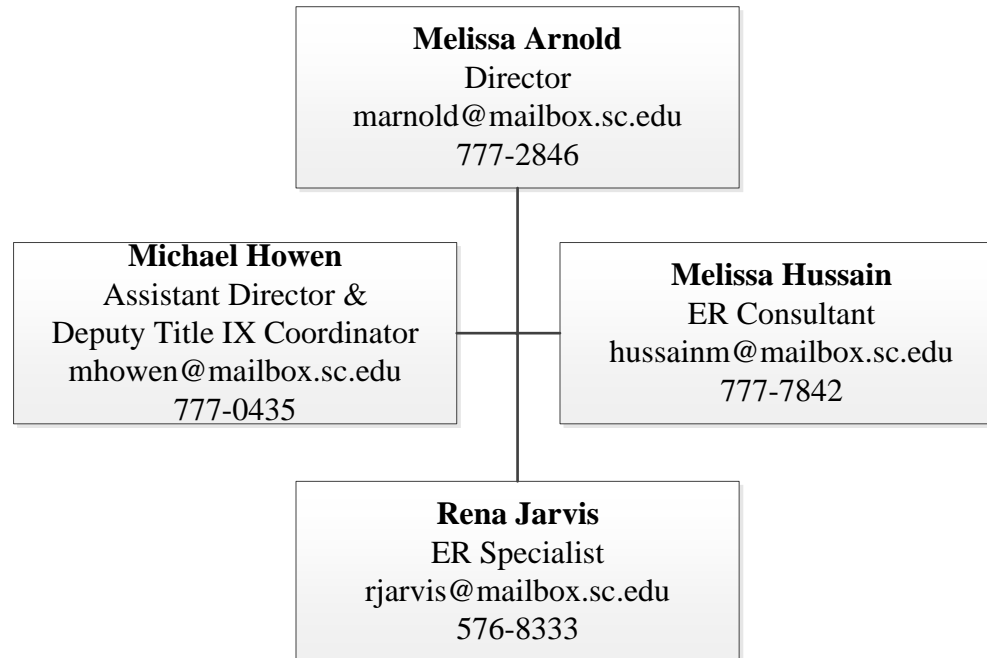 Melissa Arnold
Director
marnold@mailbox.sc.edu
777-2846
Michael Howen
Assistant Director &
Deputy Title IX Coordinator
mhowen@mailbox.sc.edu
777-0435
Melissa Hussain
ER Consultant
hussainm@mailbox.sc.edu
777-7842
Rena Jarvis
ER Specialist
rjarvis@mailbox.sc.edu
576-8333